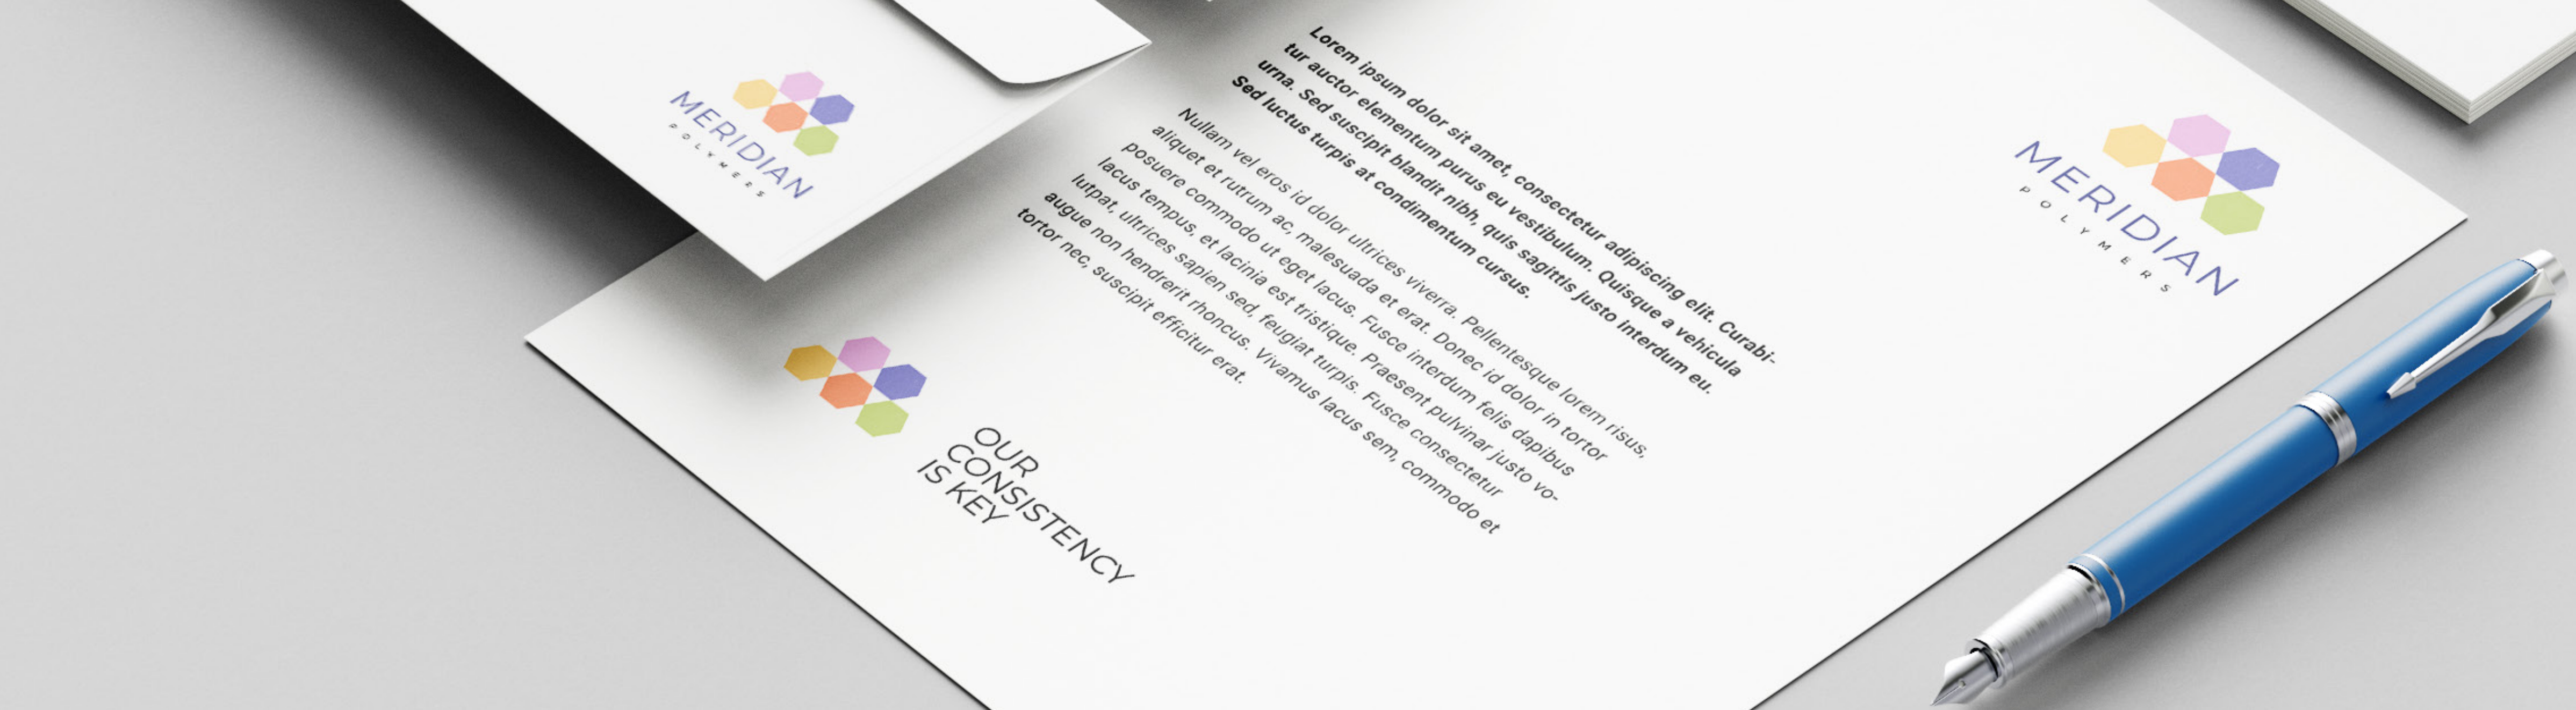 MERIDIAN
POLYMERS
Lorem ipsum dolor sit amet, consectetur adipiscing elit. Curabi-
tur auctor elementum purus eu vestibulum. Quisque a vehicula
urna. Sed suscipit blandit nibh, quis sagittis justo interdum eu.
Sed luctus turpis at condimentum cursus.
Nullam vel eros id dolor ultrices viverra. Pellentesque lorem risus,
aliquet et rutrum ac, malesuada et erat. Donec id dolor in tortor
posuere commodo ut eget lacus. Fusce interdum felis dapibus
lacus tempus, et lacinia est tristique. Praesent pulvinar justo vo-
lutpat, ultrices sapien sed, feugiat turpis. Fusce consectetur
augue non hendrerit rhoncus. Vivamus lacus sem, commodo et
tortor nec, suscipit efficitur erat.
MERIDIAN
POLYMERS
OUR
CONSISTENCY
IS KEY